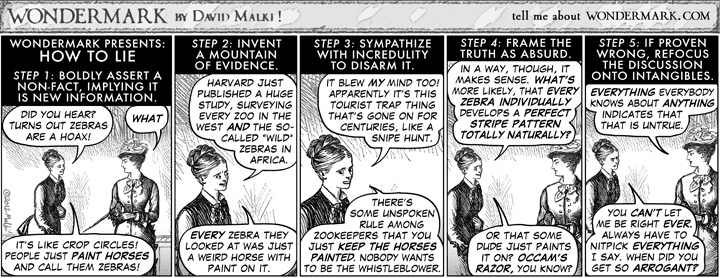 WONDERMARK BY DAVID MALKI !
tell me about WONDERMARK.COM
WONDERMARK PRESENTS:
HOW TO LIE
STEP 1: BOLDLY ASSERT A
NON-FACT, IMPLYING IT
IS NEW INFORMATION.
DID YOU HEAR?
TURNS OUT ZEBRAS
ARE A HOAX!
WHAT
IT'S LIKE CROP CIRCLES!
PEOPLE JUST PAINT HORSES
AND CALL THEM ZEBRAS!
STEP 2: INVENT
A MOUNTAIN
OF EVIDENCE.
HARVARD JUST
PUBLISHED A HUGE
STUDY, SURVEYING
EVERY ZOO IN THE
WEST AND THE SO-
CALLED "WILD"
ZEBRAS IN
AFRICA.
EVERY ZEBRA THEY
LOOKED AT WAS JUST
A WEIRD HORSE WITH
PAINT ON IT.
STEP 3: SYMPATHIZE
WITH INCREDULITY
TO DISARM IT.
IT BLEW MY MIND TOO!
APPARENTLY IT'S THIS
TOURIST TRAP THING
THAT'S GONE ON FOR
CENTURIES, LIKE A
SNIPE HUNT.
THERE'S
SOME UNSPOKEN
RULE AMONG
ZOOKEEPERS THAT YOU
JUST KEEP THE HORSES
PAINTED. NOBODY WANTS
TO BE THE WHISTLEBLOWER.
STEP 4: FRAME THE
TRUTH AS ABSURD.
IN A WAY, THOUGH, IT
MAKES SENSE. WHAT'S
MORE LIKELY, THAT EVERY
ZEBRA INDIVIDUALLY
DEVELOPS A PERFECT
STRIPE PATTERN
TOTALLY NATURALLY?
OR THAT SOME
DUDE JUST PAINTS
IT ON? OCCAM'S
RAZOR, YOU KNOW?
STEP 5: IF PROVEN
WRONG, REFOCUS
THE DISCUSSION
ONTO INTANGIBLES.
EVERYTHING EVERYBODY
KNOWS ABOUT ANYTHING
INDICATES THAT
THAT IS UNTRUE.
YOU CAN'T LET
ME BE RIGHT EVER.
ALWAYS HAVE TO
NITPICK EVERYTHING
I SAY. WHEN DID YOU
GET SO ARROGANT?